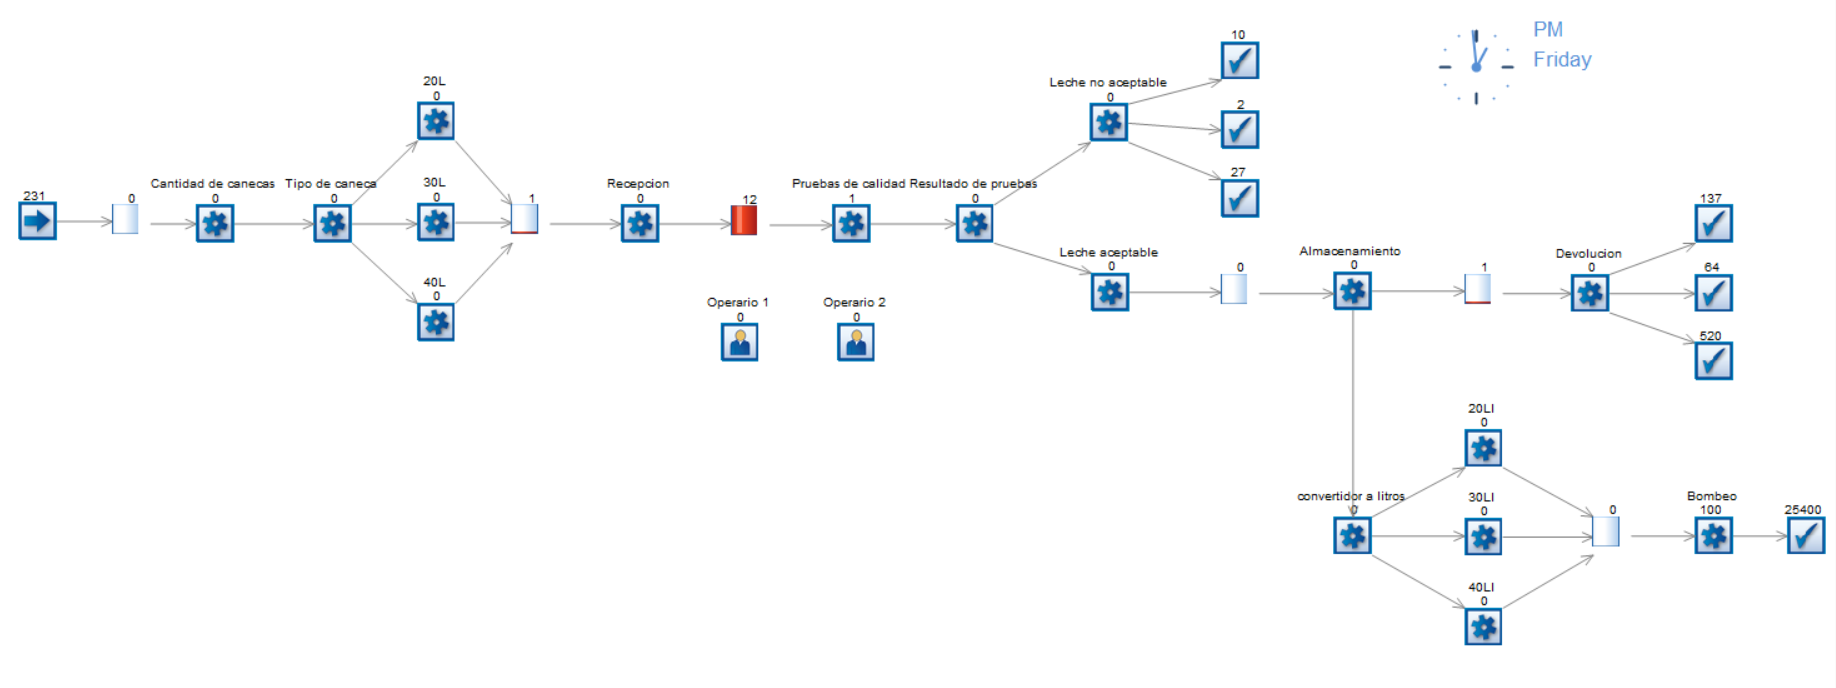 PM
Friday
10
Leche no aceptable
0
2
27
20L
0
231
0
Cantidad de canecas
0
Tipo de caneca
0
30L
0
1
40L
0
Recepcion
0
12
Pruebas de calidad
1
Resultado de pruebas
0
Operario 1
0
Operario 2
0
Leche aceptable
0
0
Almacenamiento
0
1
Devolucion
0
137
64
520
convertidor a litros
0
20LI
0
30LI
0
40LI
0
0
Bombeo
100
25400